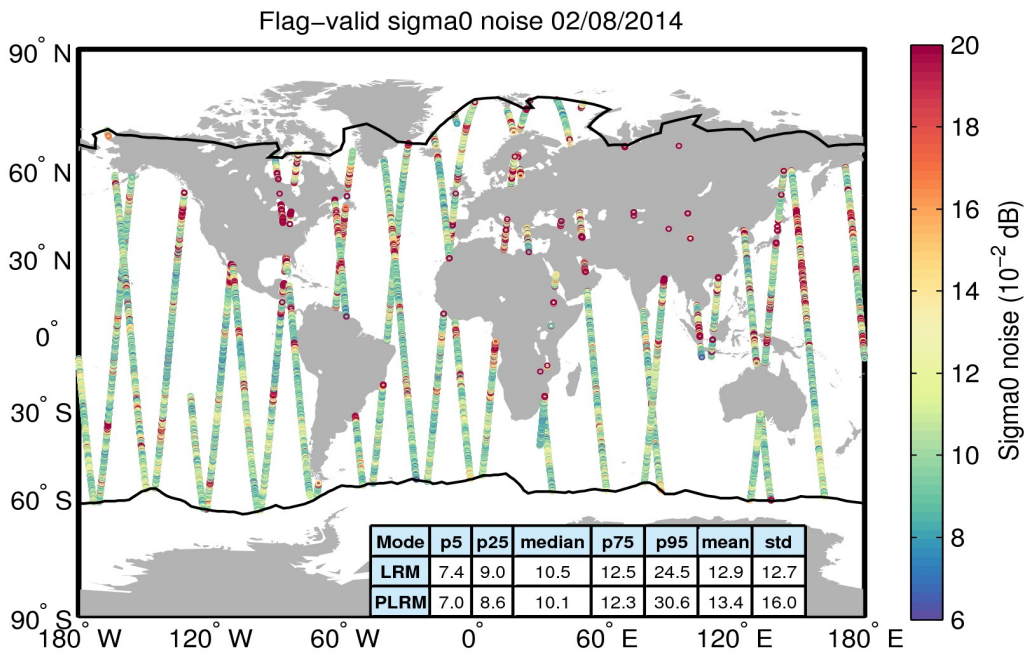 Flag−valid sigma0 noise 02/08/2014
90° N
60° N
30° N
0°
30° S
60° S
90° S
180° W
120° W
60° W
0°
60° E
120° E
180° E
20
18
16
14
12
10
8
6
Sigma0 noise (10⁻² dB)
Mode p5 p25 median p75 p95 mean std
LRM 7.4 9.0 10.5 12.5 24.5 12.9 12.7
PLRM 7.0 8.6 10.1 12.3 30.6 13.4 16.0